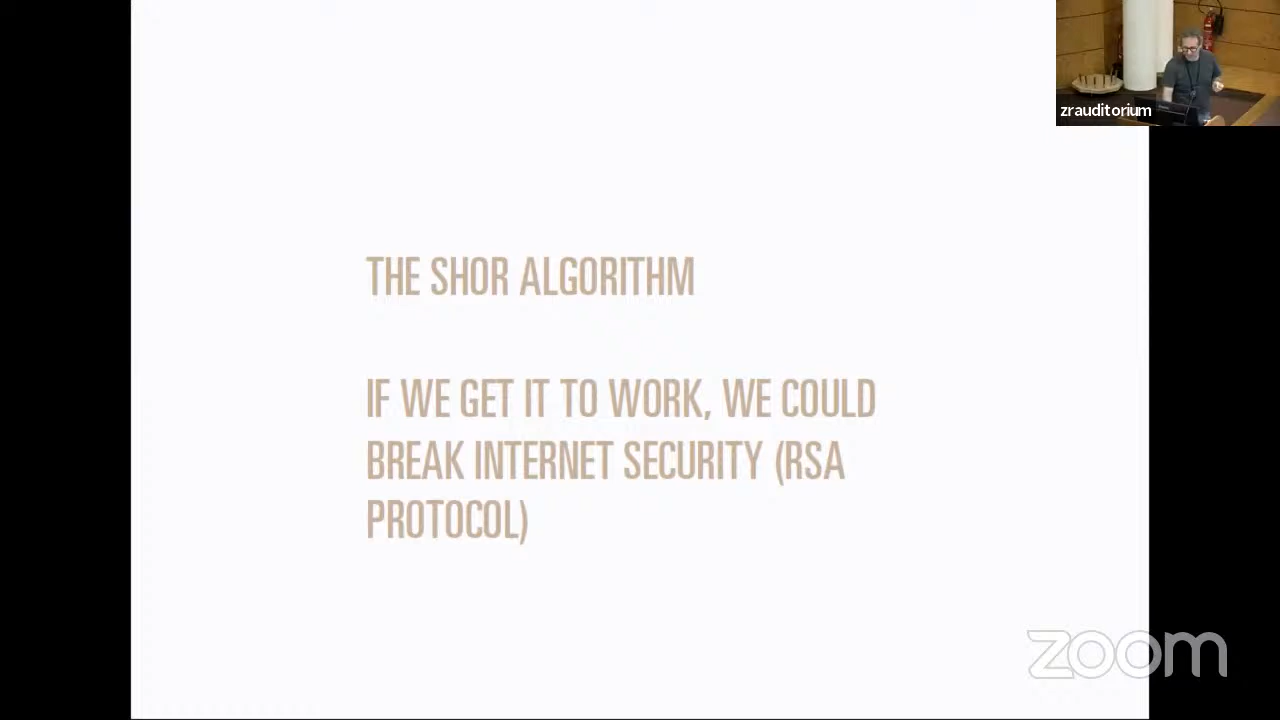 zrauditorium
THE SHOR ALGORITHM
IF WE GET IT TO WORK, WE COULD
BREAK INTERNET SECURITY (RSA
PROTOCOL)
zoom